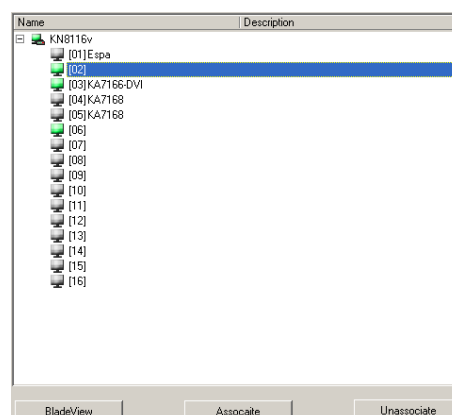 Name Description
KN8116v
[01]Espa
[02]
[03]KA7166-DVI
[04]KA7168
[05]KA7168
[06]
[07]
[08]
[09]
[10]
[11]
[12]
[13]
[14]
[15]
[16]
BladeView Assocaite Unassociate